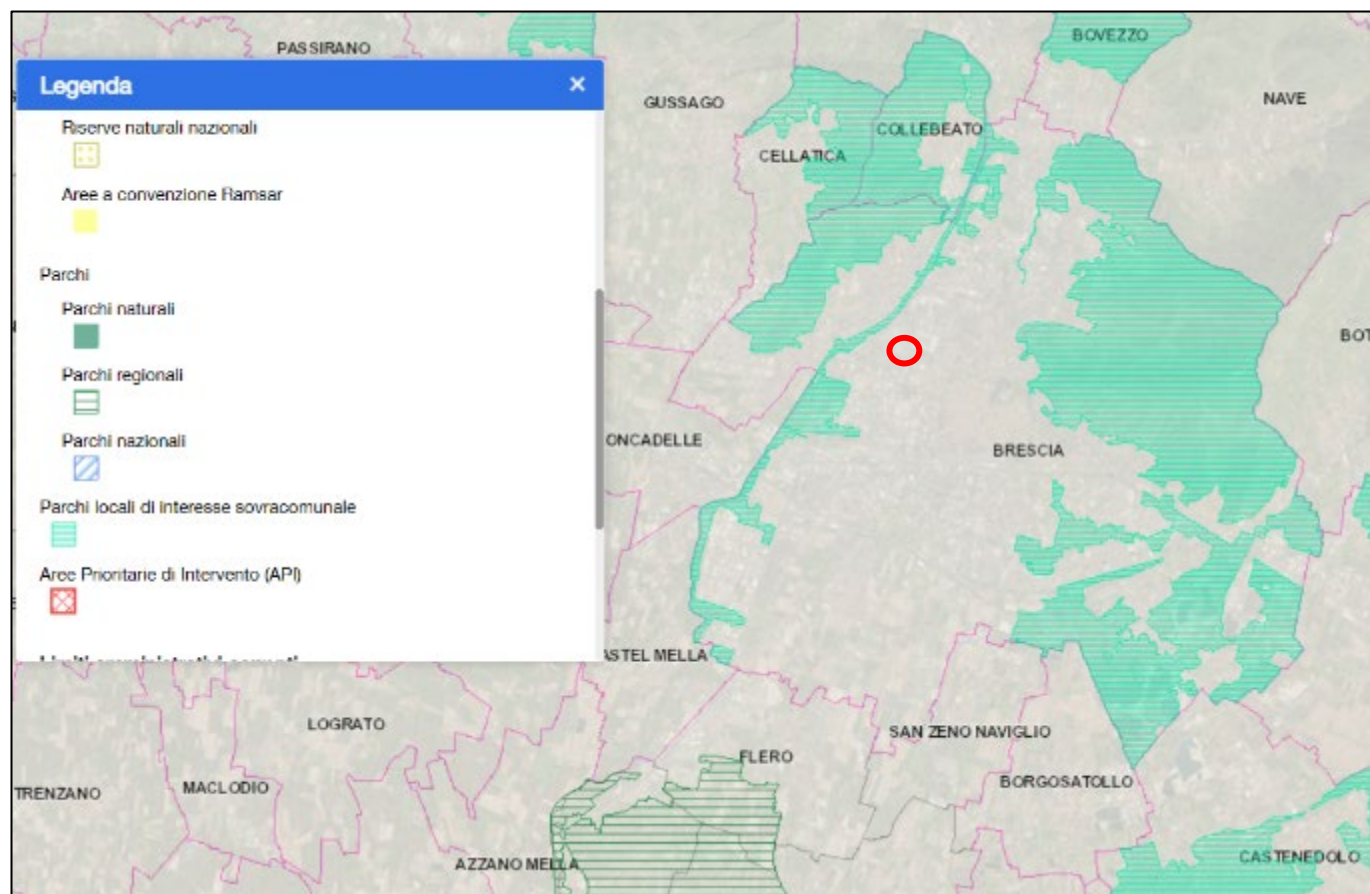 PASSIRANO
BOVEZZO
Legenda
×
GUSSAGO
NAVE
Riserve naturali nazionali
COLLEBEATO
CELLATICA
Aree a convenzione Ramsar
Parchi
Parchi naturali
BOT
Parchi regionali
Parchi nazionali
ONCADELLE
BRESCIA
Parchi locali di interesse sovracomunale
Aree Prioritarie di Intervento (API)
ASTEL MELLA
LOGRATO
SAN ZENO NAVIGLIO
FLERO
TRENZANO
MACLODIO
BORGOSATOLLO
AZZANO MELLA
CASTENEDOLO